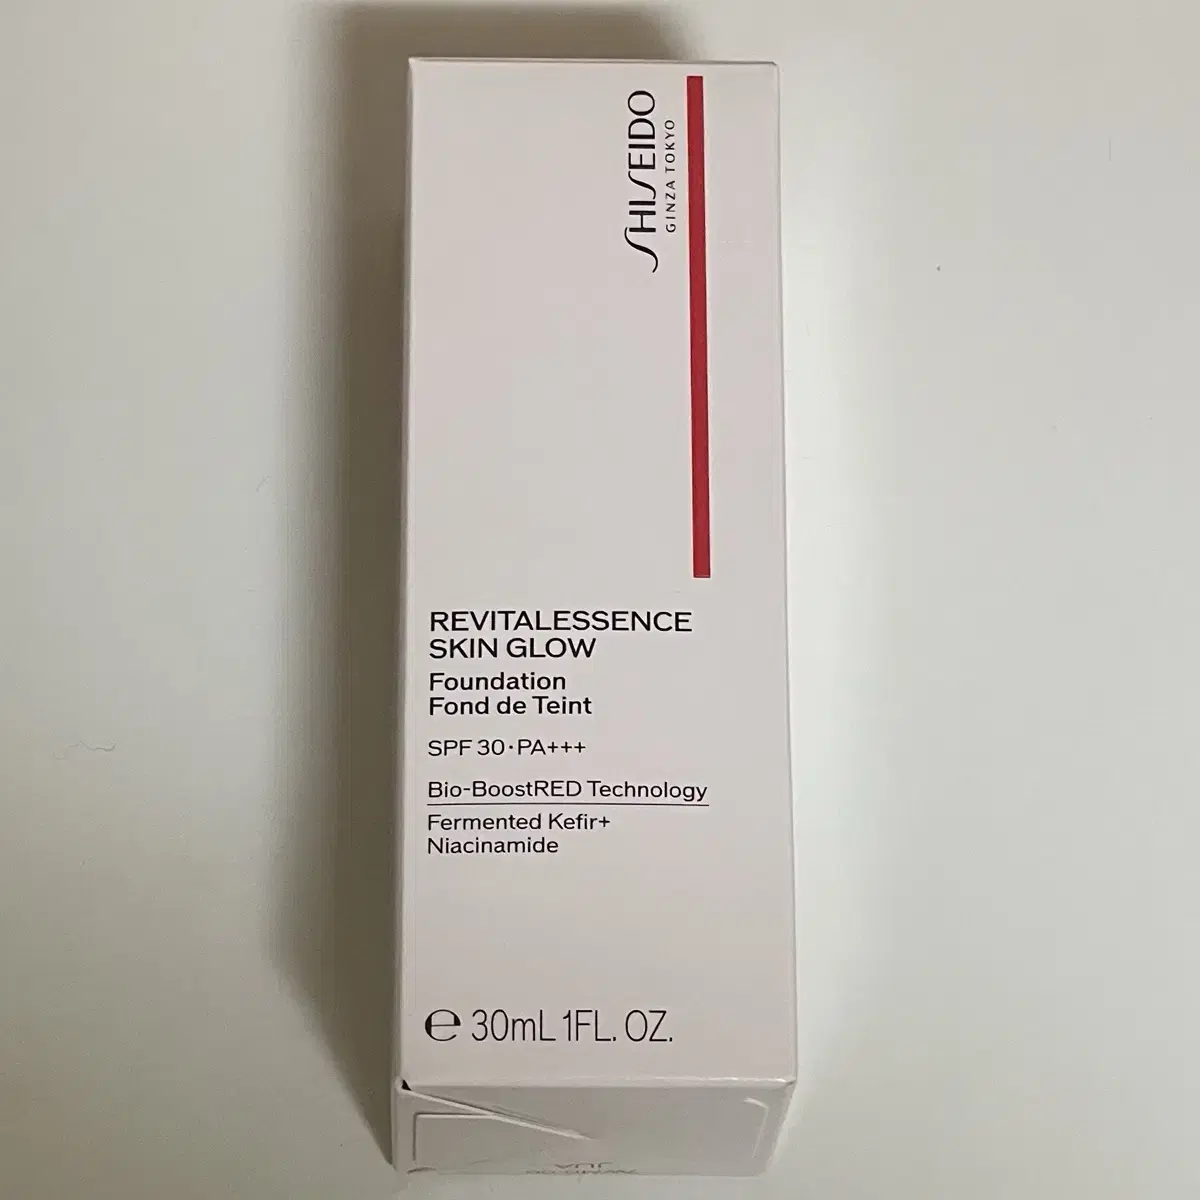 SHISEIDO
GINZA TOKYO
REVITALESSENCE
SKIN GLOW
Foundation
Fond de Teint
SPF 30・PA+++
Bio-BoostRED Technology
Fermented Kefir+
Niacinamide
℮ 30mL 1FL. OZ.